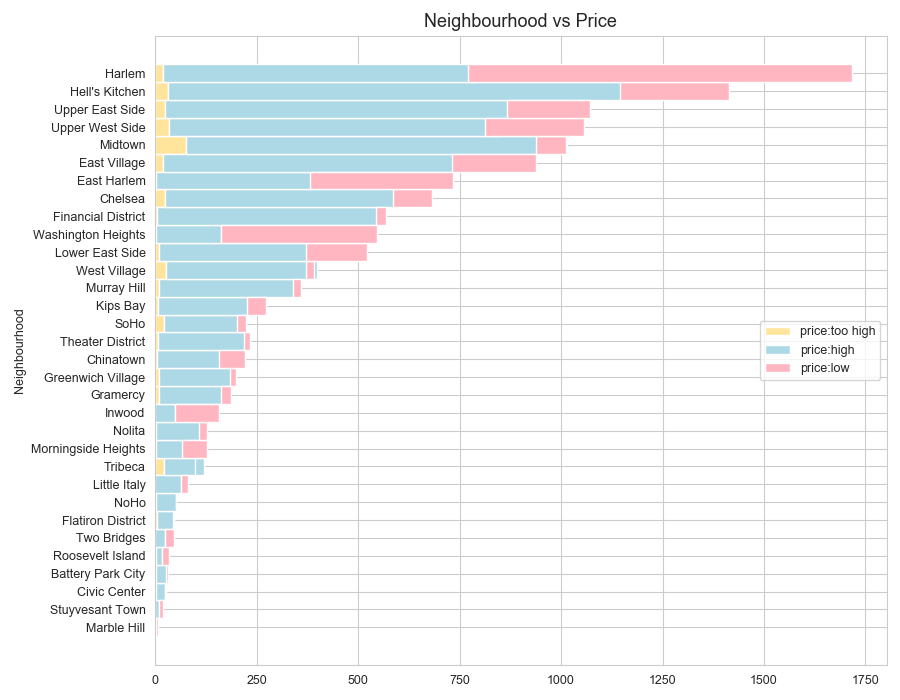 Neighbourhood vs Price
Neighbourhood
Harlem
Hell's Kitchen
Upper East Side
Upper West Side
Midtown
East Village
East Harlem
Chelsea
Financial District
Washington Heights
Lower East Side
West Village
Murray Hill
Kips Bay
SoHo
Theater District
Chinatown
Greenwich Village
Gramercy
Inwood
Nolita
Morningside Heights
Tribeca
Little Italy
NoHo
Flatiron District
Two Bridges
Roosevelt Island
Battery Park City
Civic Center
Stuyvesant Town
Marble Hill
price:too high
price:high
price:low
0 250 500 750 1000 1250 1500 1750